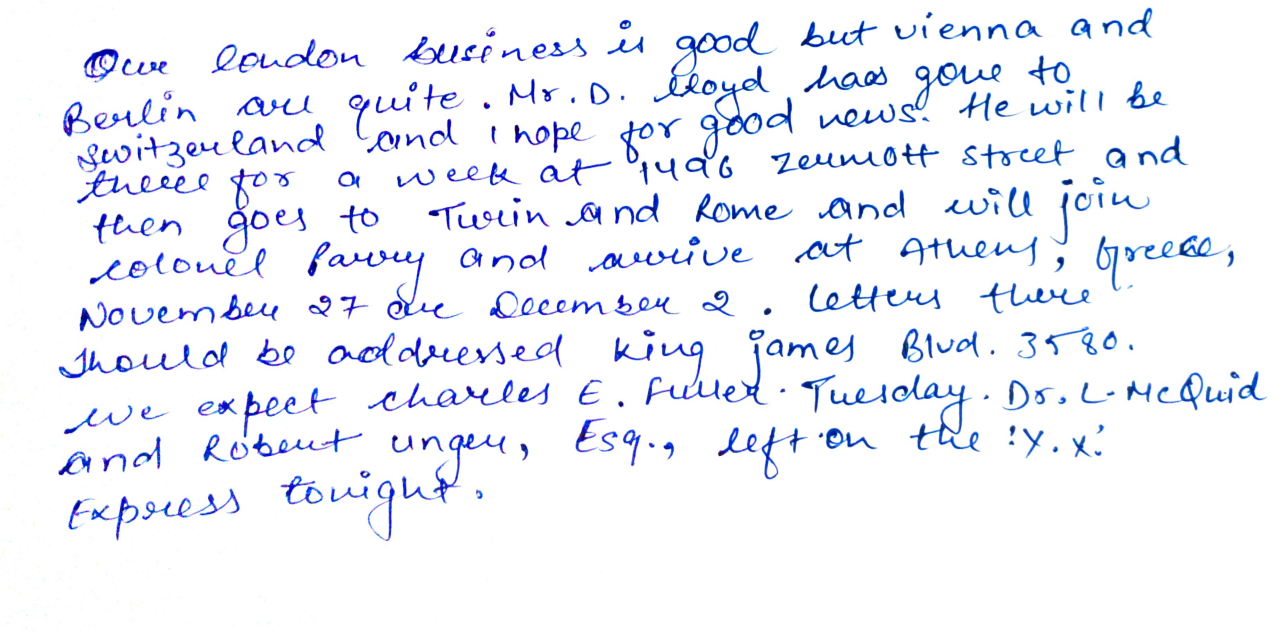 Our london business is good but vienna and
Berlin are quite. Mr. D. lloyd has gone to
switzerland and i hope for good news. He will be
there for a week at 1496 zermott street and
then goes to Turin and Rome and will join
colonel parry and arrive at Athens, Greece,
November 27 or December 2. letters there
should be addressed king james Blvd. 3580.
we expect charles E. Fuller. Tuesday. Dr. L. McQuid
and Robert unger, Esq., left on the 'Y.X.'
Express tonight.